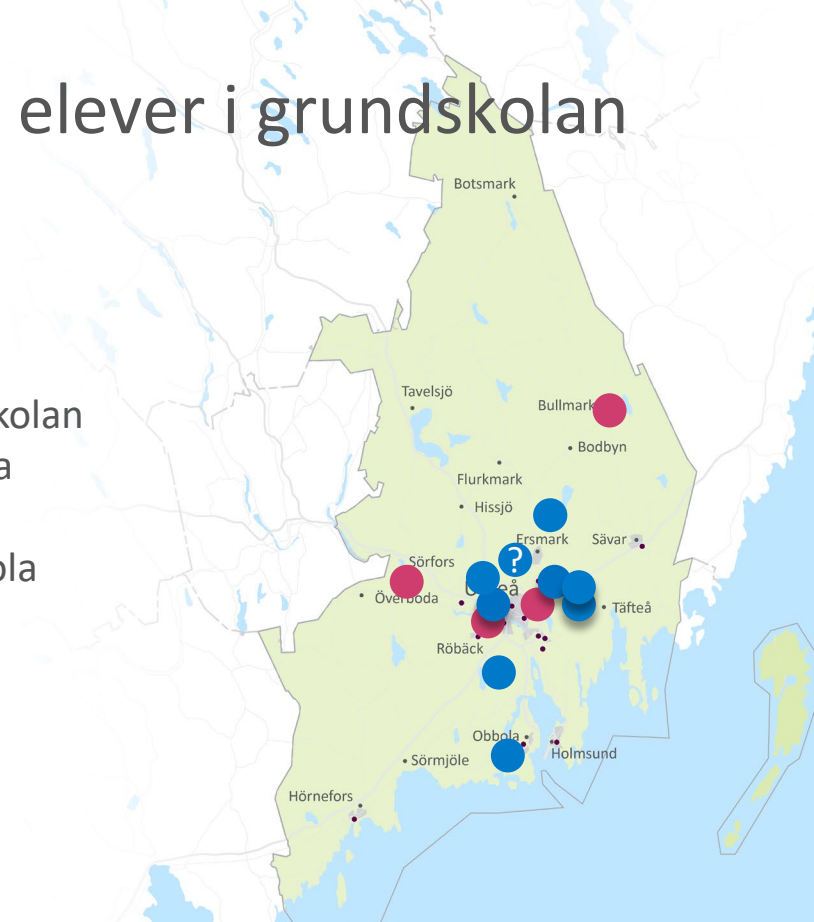 elever i grundskolan
Botsmark
Tavelsjö
kolan
Bullmark
a
Bodbyn
Flurkmark
Hissjö
Ersmark
Sävar
?
Sörfors
ola
Överboda
Täfteå
Röbäck
Obbola
Holmsund
Sörmjöle
Hörnefors